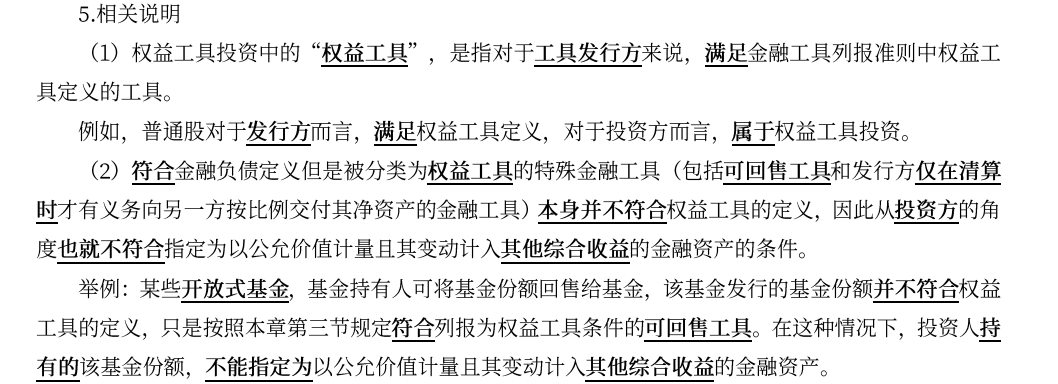 5.相关说明
（1）权益工具投资中的“权益工具”，是指对于工具发行方来说，满足金融工具列报准则中权益工
具定义的工具。
例如，普通股对于发行方而言，满足权益工具定义，对于投资方而言，属于权益工具投资。
（2）符合金融负债定义但是被分类为权益工具的特殊金融工具（包括可回售工具和发行方仅在清算
时才有义务向另一方按比例交付其净资产的金融工具）本身并不符合权益工具的定义，因此从投资方的角
度也就不符合指定为以公允价值计量且其变动计入其他综合收益的金融资产的条件。
举例：某些开放式基金，基金持有人可将基金份额回售给基金，该基金发行的基金份额并不符合权益
工具的定义，只是按照本章第三节规定符合列报为权益工具条件的可回售工具。在这种情况下，投资人持
有的该基金份额，不能指定为以公允价值计量且其变动计入其他综合收益的金融资产。